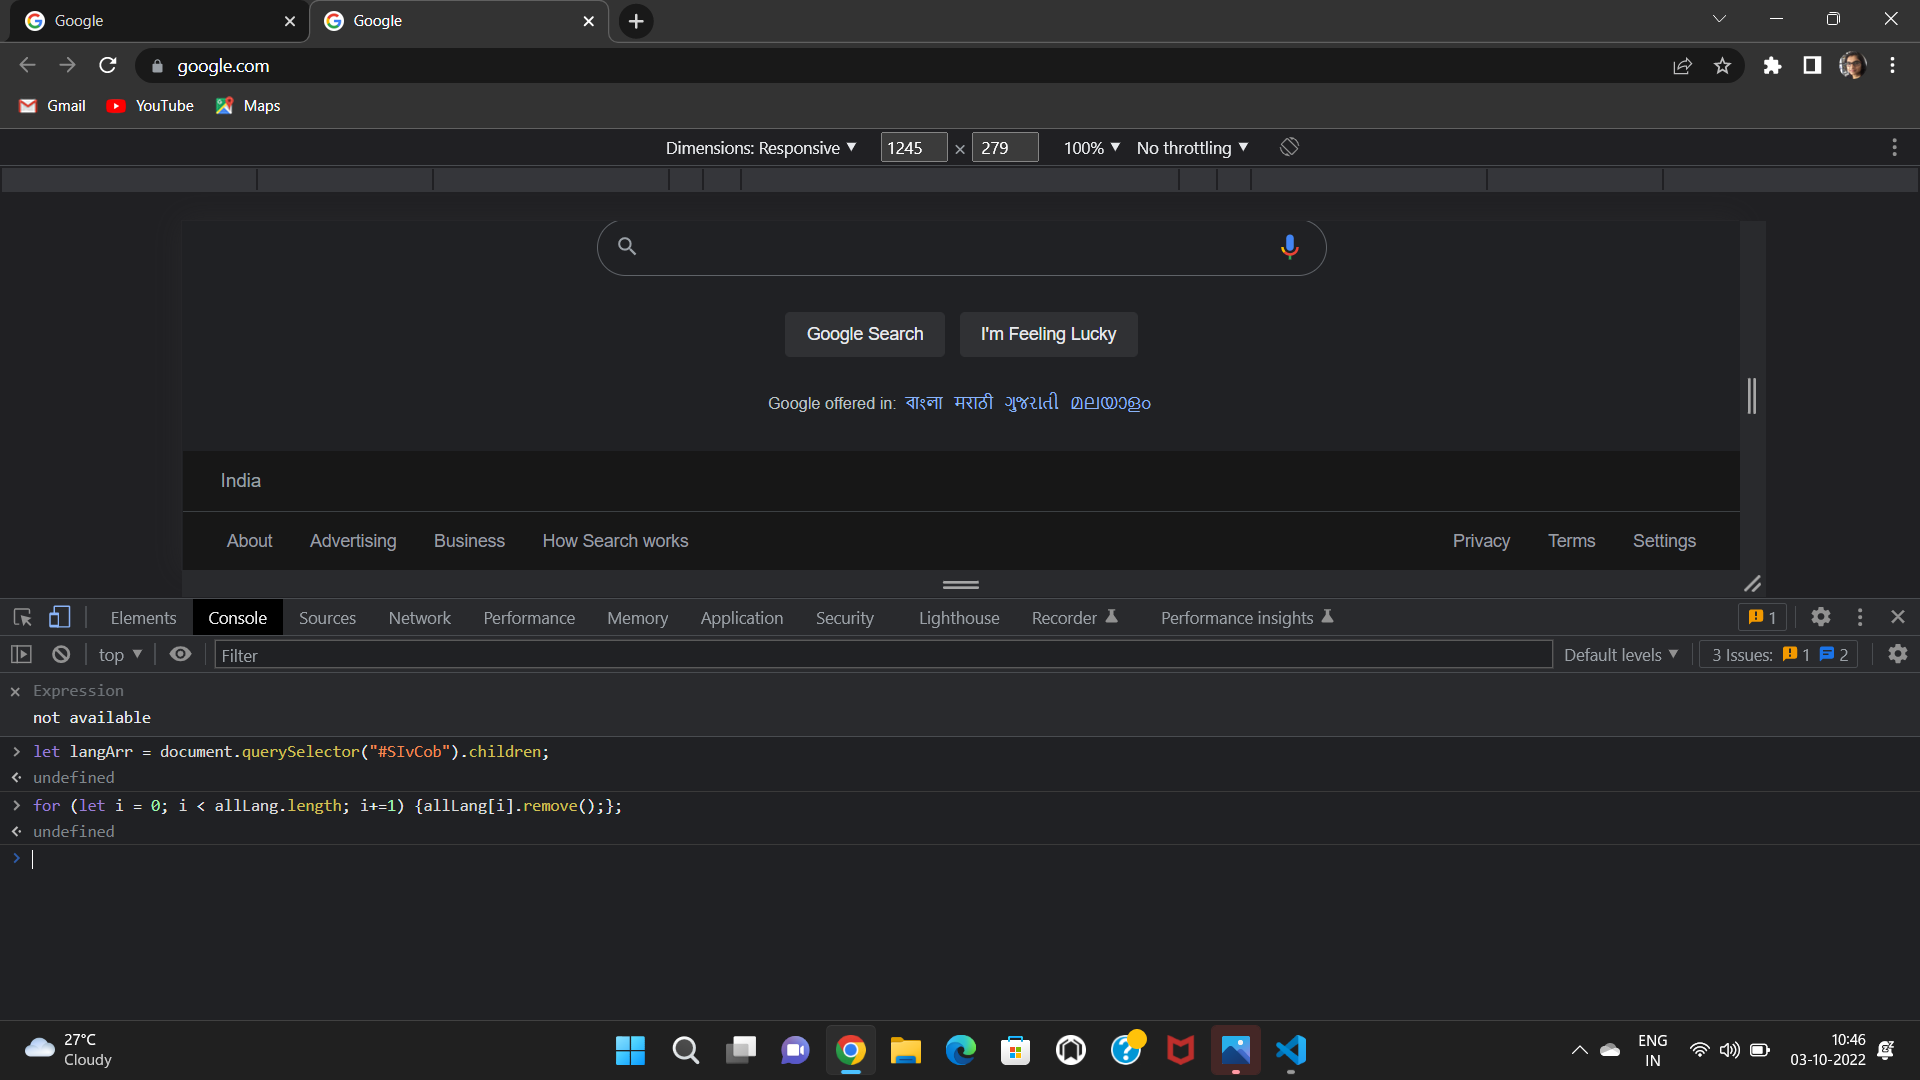 Google
Google
google.com
Gmail
YouTube
Maps
Dimensions: Responsive
1245
×
279
100%
No throttling
Google Search
I'm Feeling Lucky
Google offered in: বাংলা मराठी ગુજરાતી മലയാളം
India
About
Advertising
Business
How Search works
Privacy
Terms
Settings
Elements
Console
Sources
Network
Performance
Memory
Application
Security
Lighthouse
Recorder
Performance insights
1
top
Filter
Default levels
3 Issues: 1 2
Expression
not available
let langArr = document.querySelector("#SIvCob").children;
undefined
for (let i = 0; i < allLang.length; i+=1) {allLang[i].remove();};
undefined
27°C
Cloudy
ENG
IN
10:46
03-10-2022